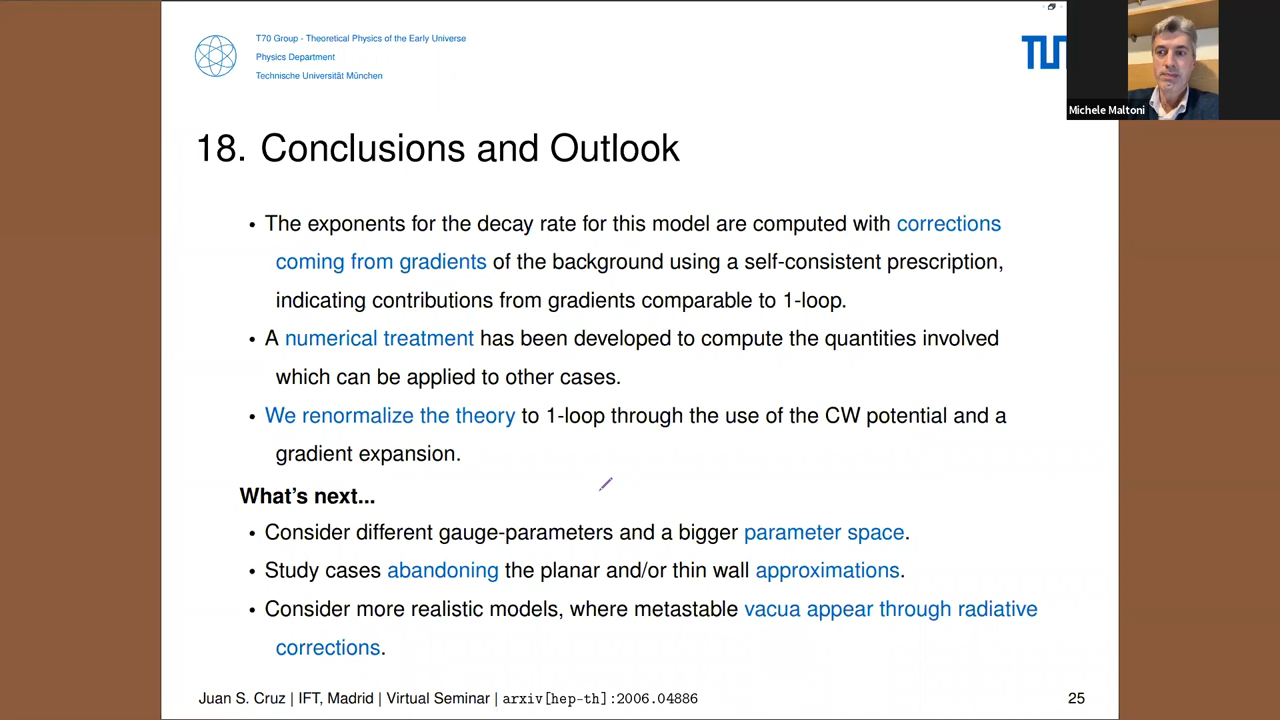 T70 Group - Theoretical Physics of the Early Universe
Physics Department
Technische Universität München
Michele Maltoni
18. Conclusions and Outlook
• The exponents for the decay rate for this model are computed with corrections
coming from gradients of the background using a self-consistent prescription,
indicating contributions from gradients comparable to 1-loop.
• A numerical treatment has been developed to compute the quantities involved
which can be applied to other cases.
• We renormalize the theory to 1-loop through the use of the CW potential and a
gradient expansion.
What's next...
• Consider different gauge-parameters and a bigger parameter space.
• Study cases abandoning the planar and/or thin wall approximations.
• Consider more realistic models, where metastable vacua appear through radiative
corrections.
Juan S. Cruz | IFT, Madrid | Virtual Seminar | arxiv[hep-th]:2006.04886
25